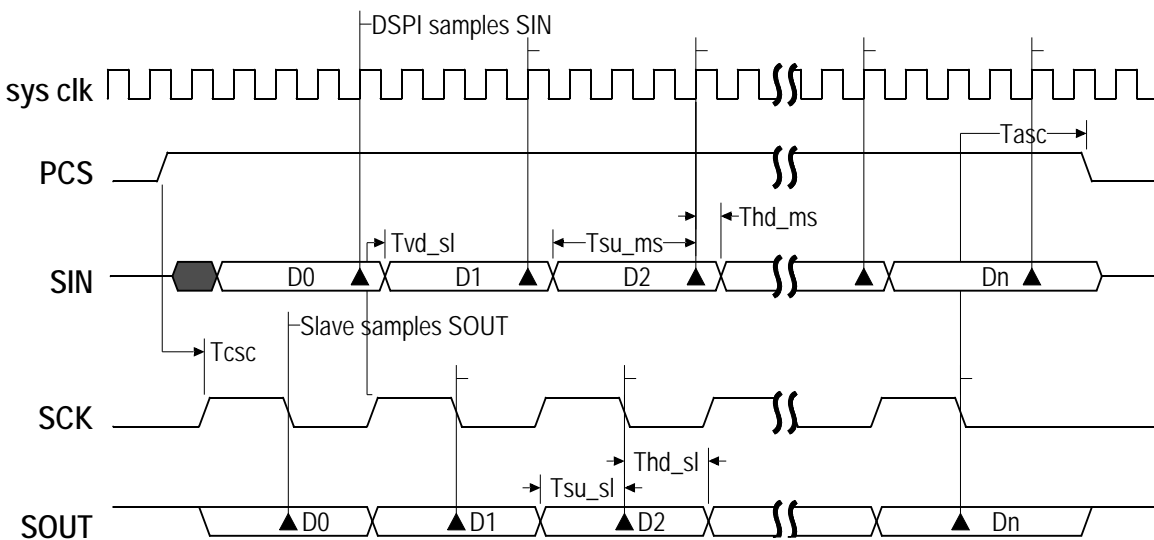 DSPI samples SIN
sys clk
Tasc
PCS
Thd_ms
Tvd_sl
Tsu_ms
SIN
D0
D1
D2
Dn
Slave samples SOUT
Tcsc
SCK
Thd_sl
Tsu_sl
SOUT
D0
D1
D2
Dn